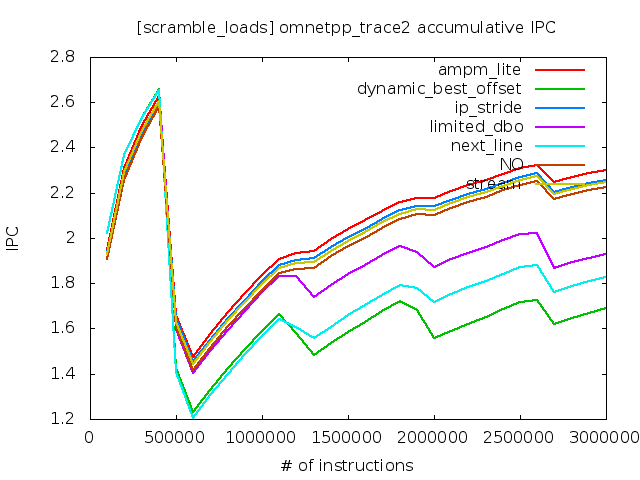 [scramble_loads] omnetpp_trace2 accumulative IPC
2.8
2.6
2.4
2.2
2
1.8
1.6
1.4
1.2
IPC
ampm_lite
dynamic_best_offset
ip_stride
limited_dbo
next_line
NO
stream
0 500000 1000000 1500000 2000000 2500000 3000000
# of instructions